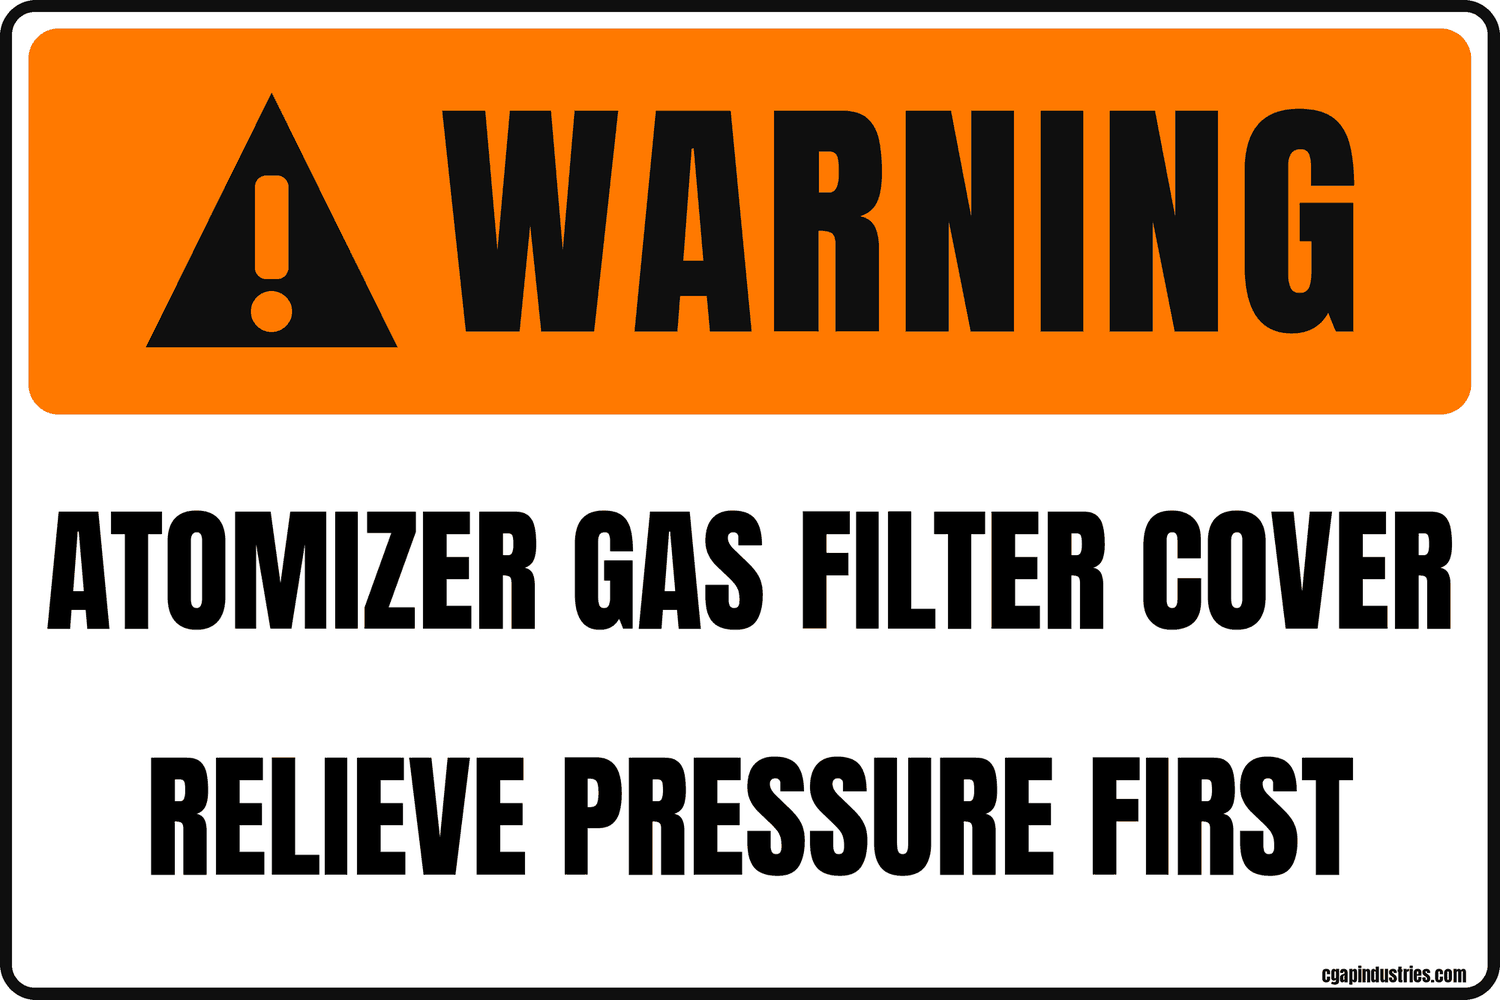 WARNING
ATOMIZER GAS FILTER COVER
RELIEVE PRESSURE FIRST
cgapindustries.com